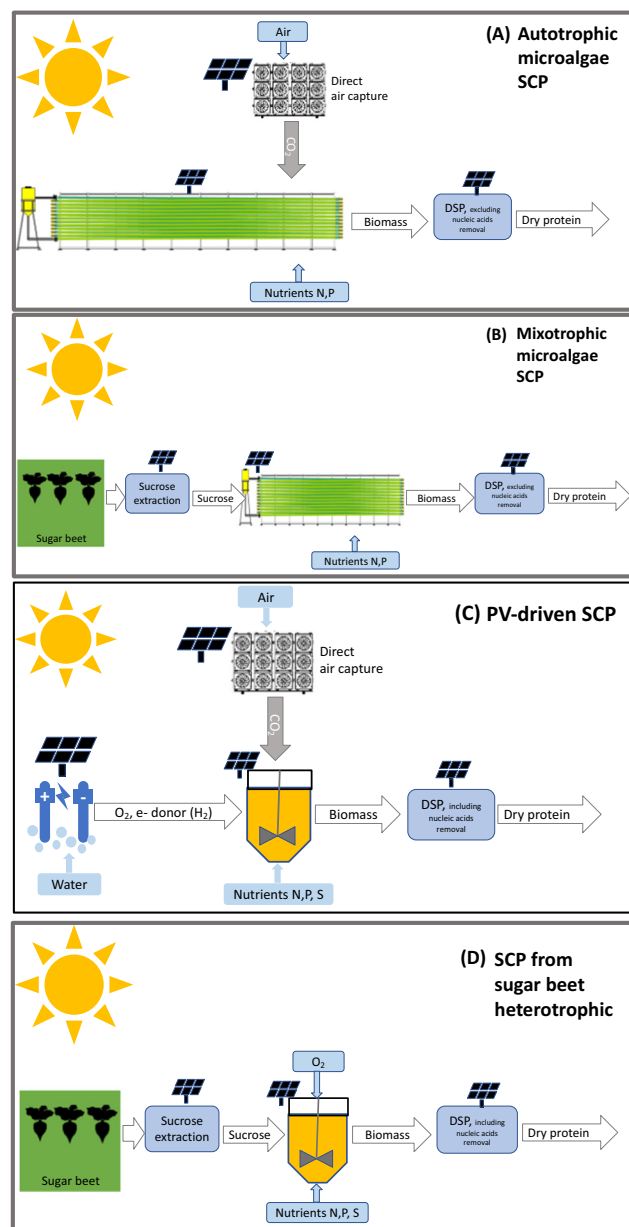 (A) Autotrophic
microalgae
SCP
Air
Direct
air capture
CO2
Biomass
DSP, excluding
nucleic acids
removal
Dry protein
Nutrients N,P
(B) Mixotrophic
microalgae
SCP
Sugar beet
Sucrose
extraction
Sucrose
Biomass
DSP, excluding
nucleic acids
removal
Dry protein
Nutrients N,P
(C) PV-driven SCP
Air
Direct
air capture
CO2
+ -
O2, e- donor (H2)
Biomass
DSP, including
nucleic acids
removal
Dry protein
Water
Nutrients N,P, S
(D) SCP from
sugar beet
heterotrophic
O2
Sugar beet
Sucrose
extraction
Sucrose
Biomass
DSP, including
nucleic acids
removal
Dry protein
Nutrients N,P, S